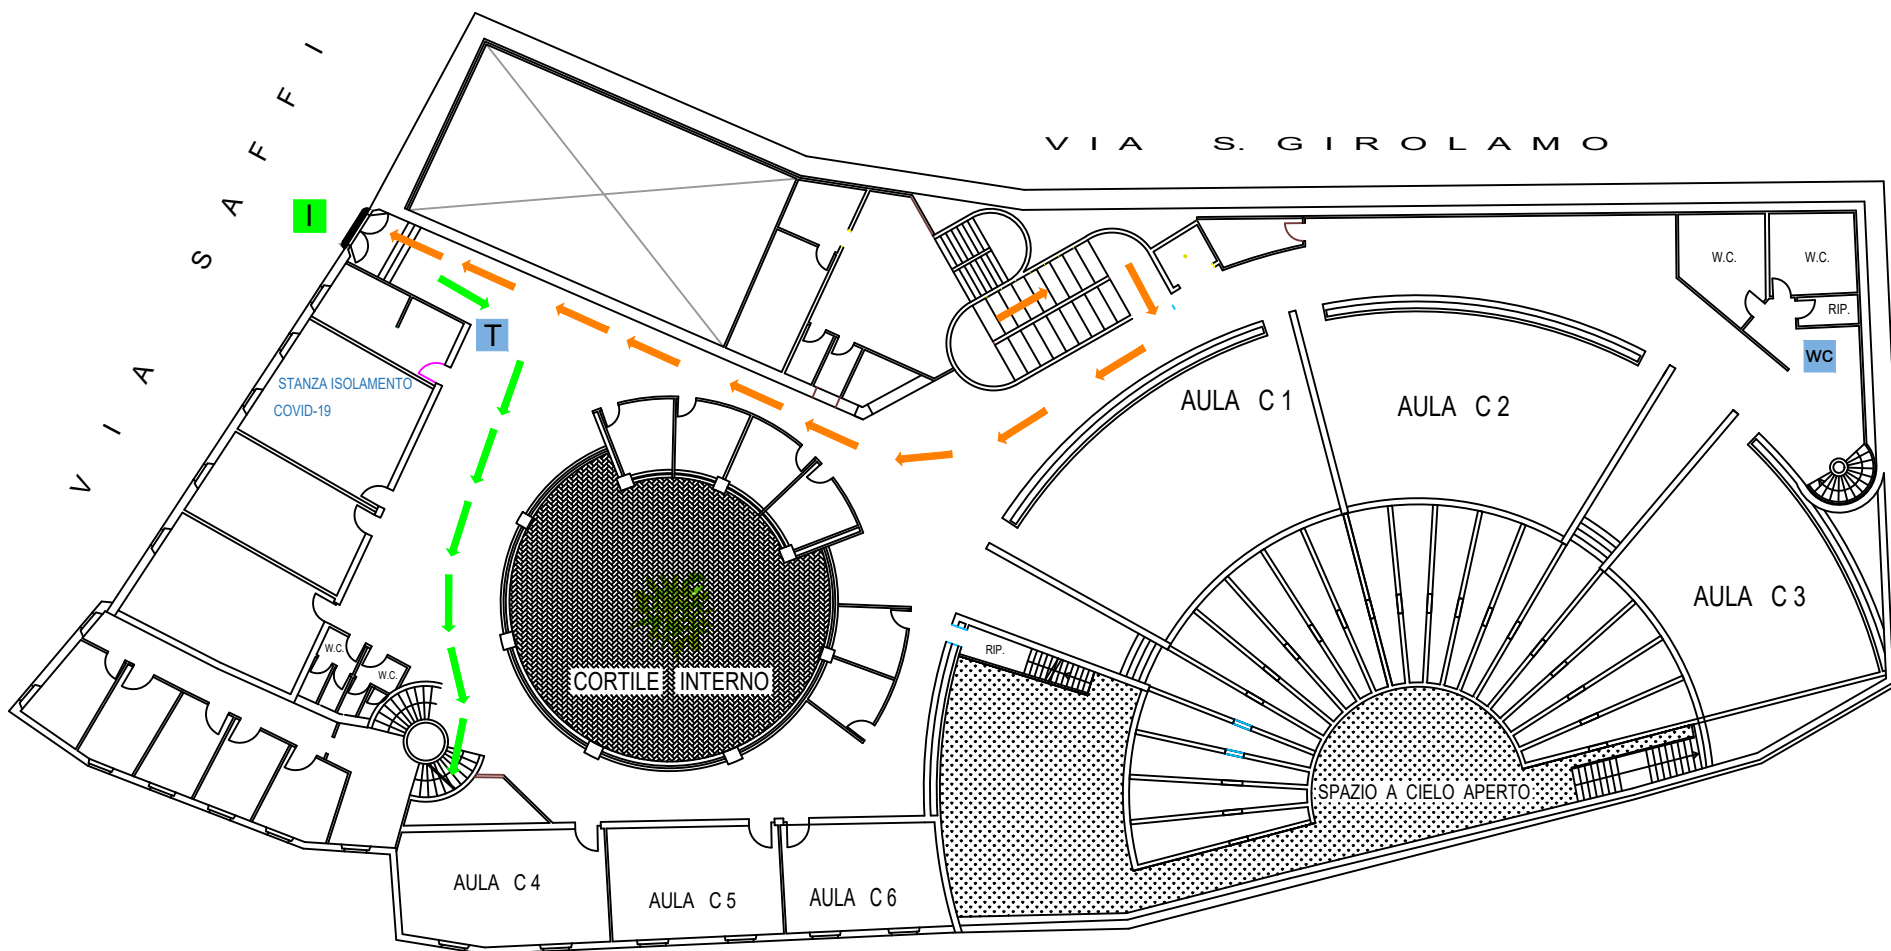 VIA SAFFI
VIA S. GIROLAMO
I
T
STANZA ISOLAMENTO
COVID-19
W.C.
W.C.
RIP.
WC
AULA C 1
AULA C 2
AULA C 3
W.C.
W.C.
RIP.
CORTILE INTERNO
SPAZIO A CIELO APERTO
AULA C 4
AULA C 5
AULA C 6